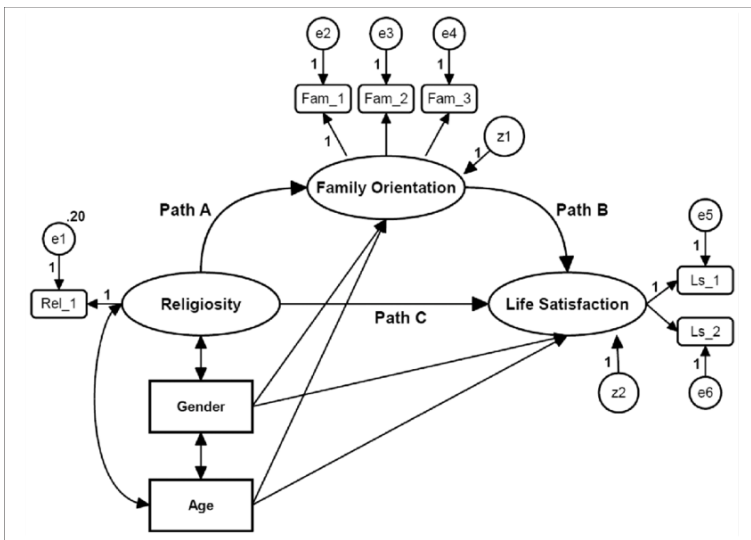 e2
e3
e4
1
1
1
Fam_1
Fam_2
Fam_3
1
z1
1
Family Orientation
Path A
Path B
.20
e1
1
e5
1
Rel_1
1
Religiosity
Path C
Life Satisfaction
1
Ls_1
Ls_2
1
z2
1
e6
Gender
Age